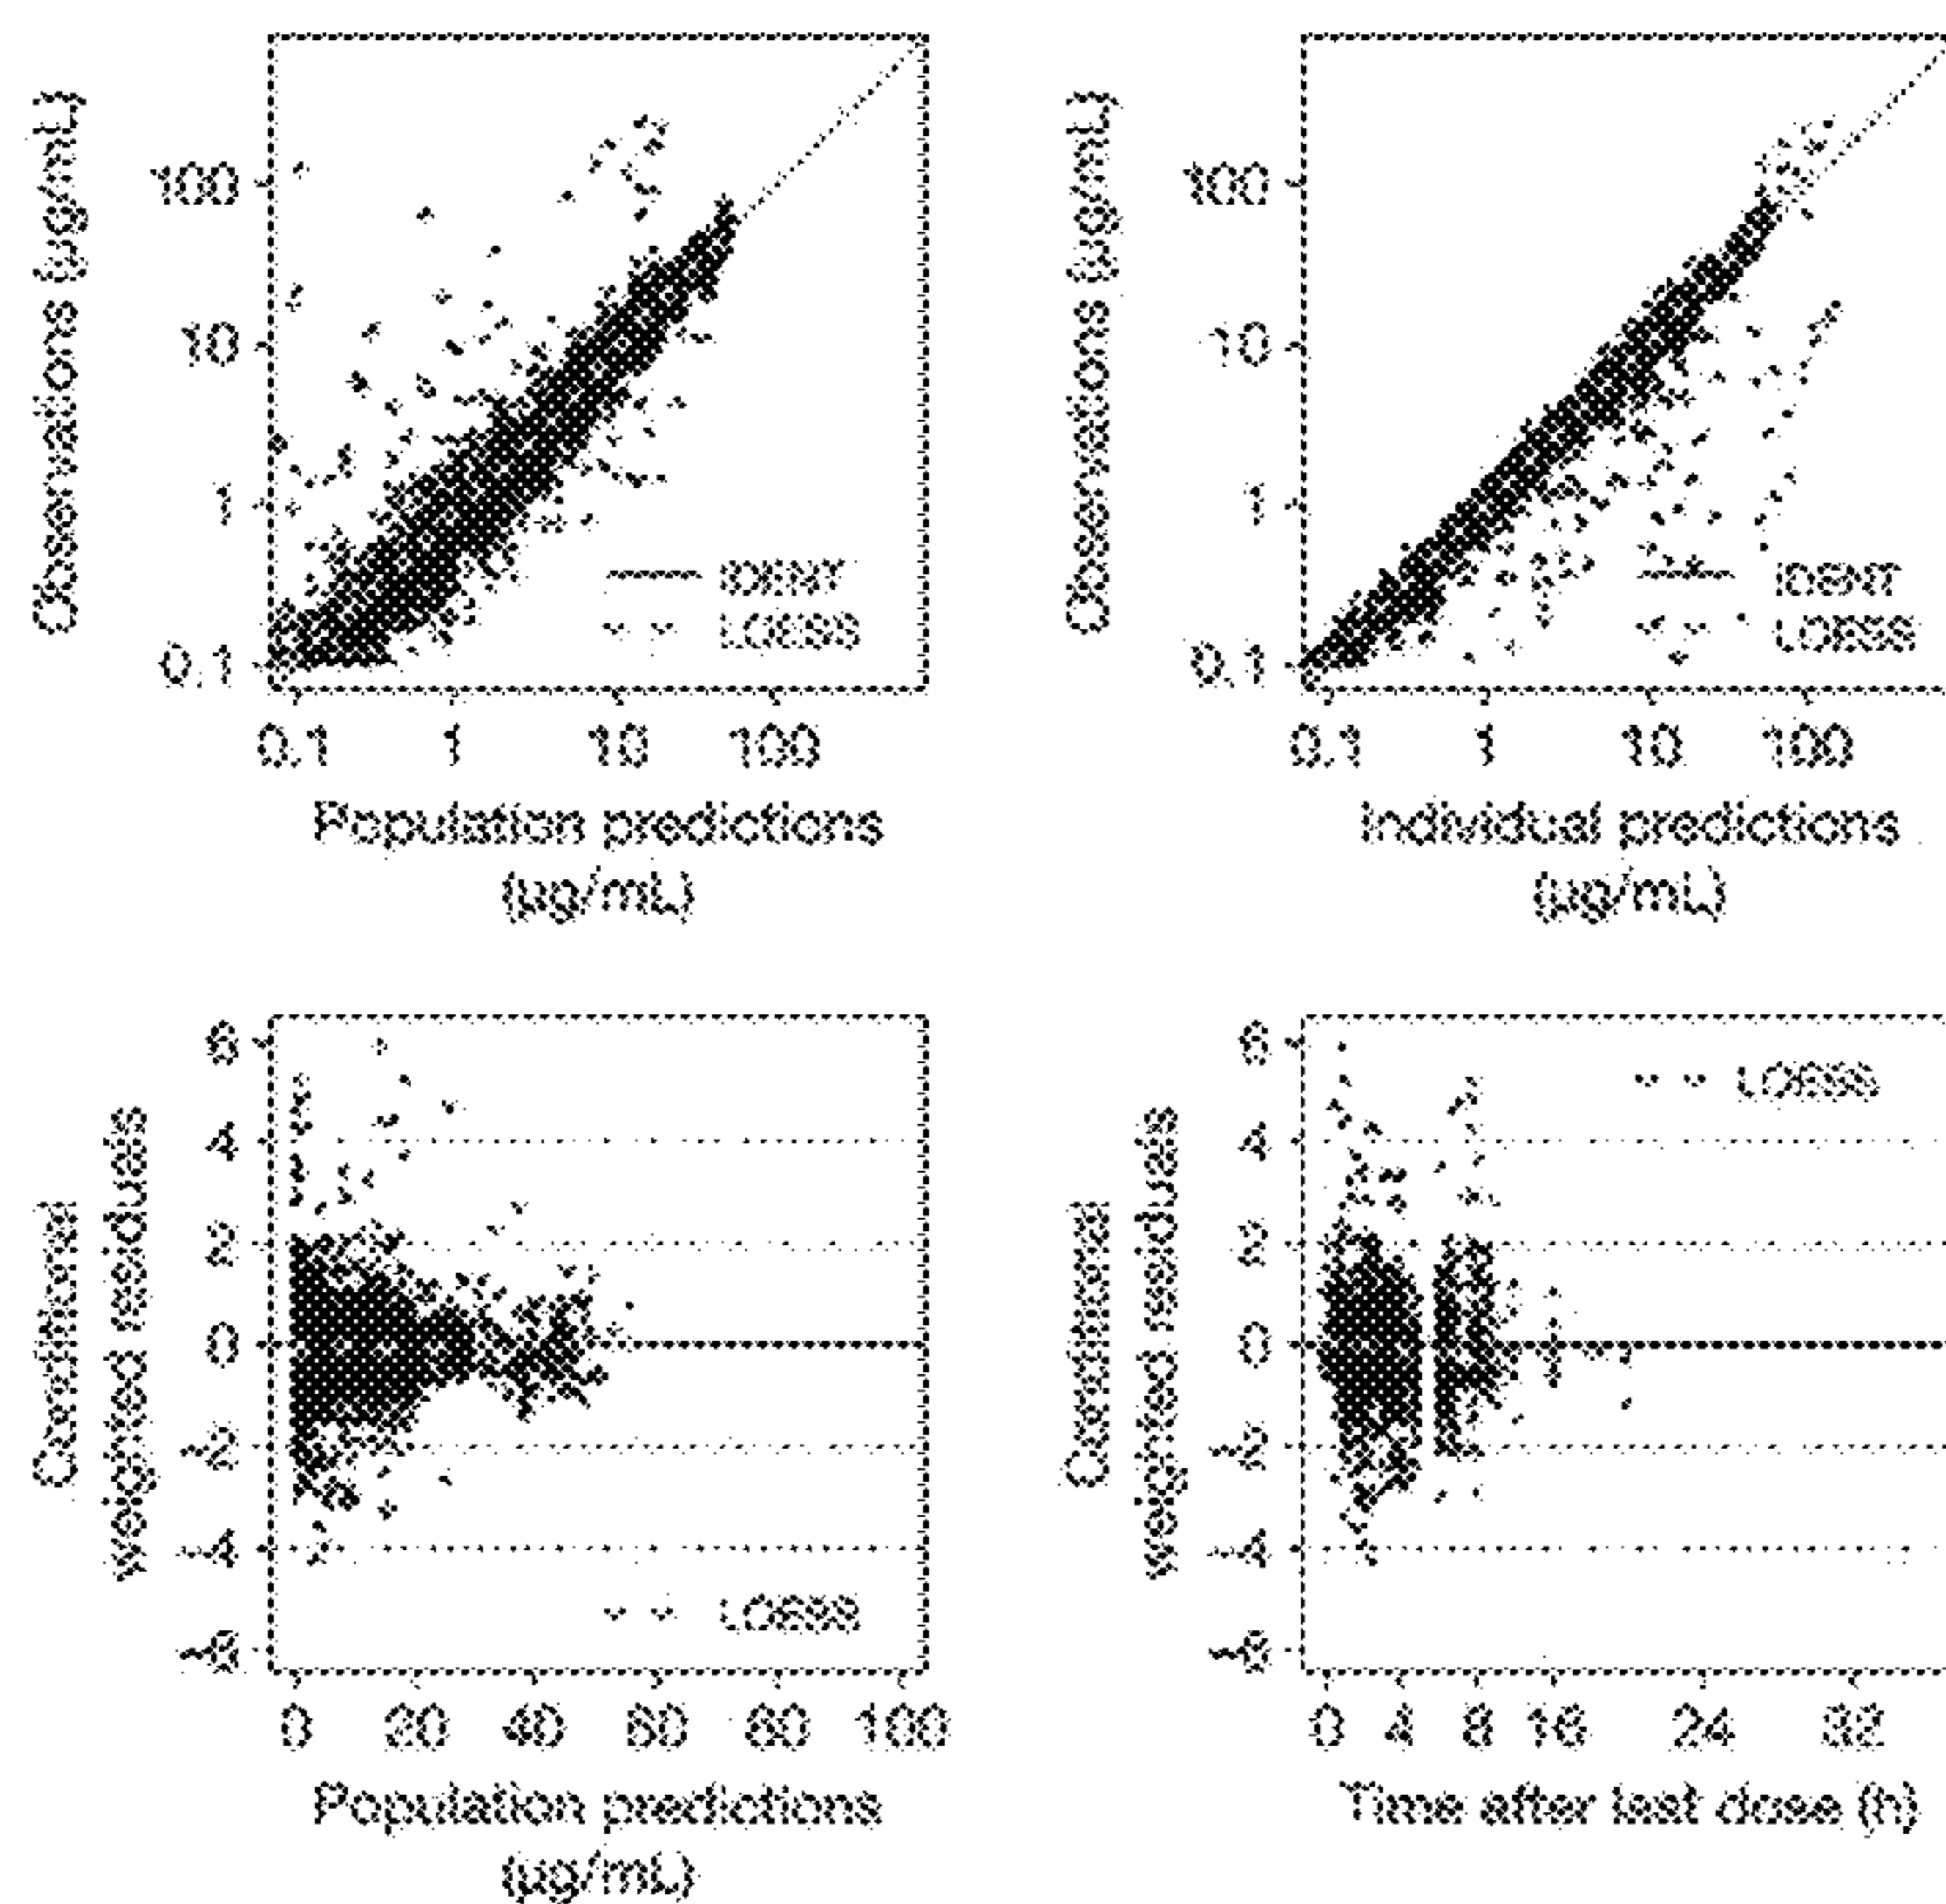 Observations [µg/mL]
100
10
1
0.1
IDENT
LOESS
0.1 1 10 100
Population predictions
(µg/mL)
Observations [µg/mL]
100
10
1
0.1
IDENT
LOESS
0.1 1 10 100
Individual predictions
(µg/mL)
Conditional
weighted residuals
6
4
2
0
-2
-4
-6
LOESS
0 20 40 60 80 100
Population predictions
(µg/mL)
Conditional
weighted residuals
6
4
2
0
-2
-4
-6
LOESS
0 4 8 16 24 32
Time after last dose (h)